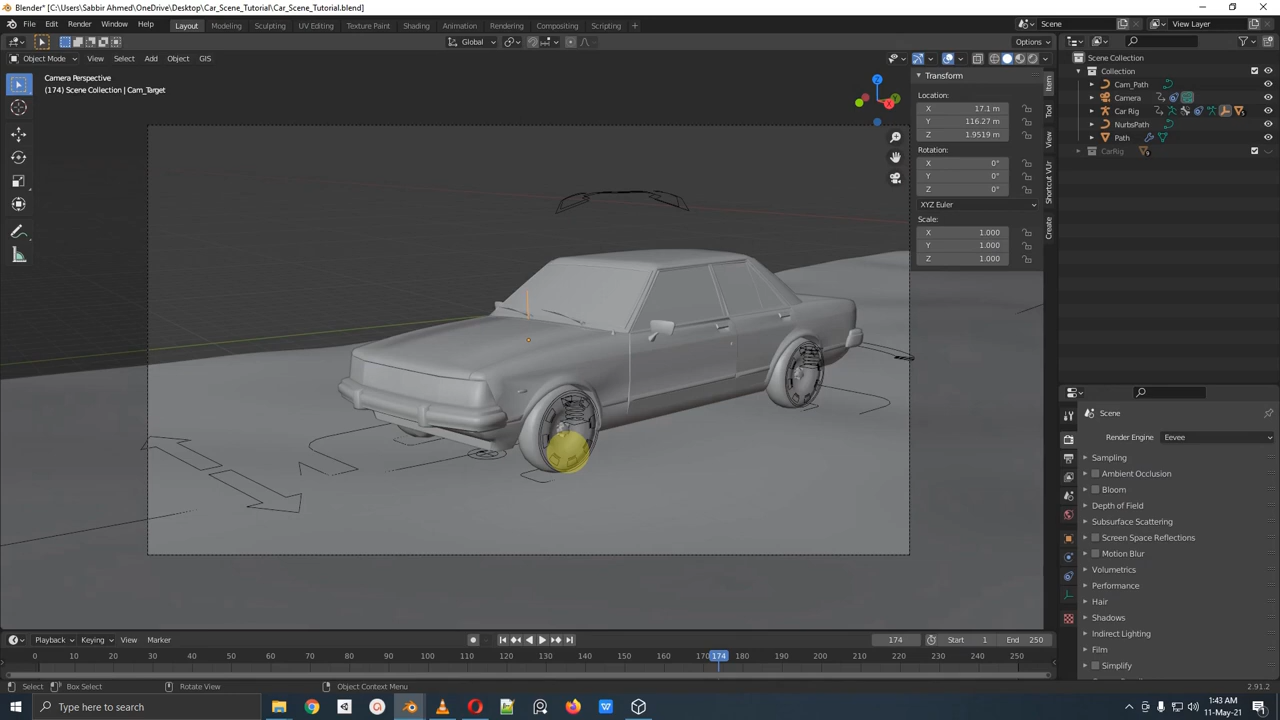 Blender* [C:\Users\Sabbir Ahmed\OneDrive\Desktop\Car_Scene_Tutorial\Car_Scene_Tutorial.blend]
File Edit Render Window Help Layout Modeling Sculpting UV Editing Texture Paint Shading Animation Rendering Compositing Scripting + Scene View Layer
Global Options
Object Mode View Select Add Object GIS
Camera Perspective
(174) Scene Collection | Cam_Target
Transform
Location:
X 17.1 m
Y 116.27 m
Z 1.9519 m
Rotation:
X 0°
Y 0°
Z 0°
XYZ Euler
Scale:
X 1.000
Y 1.000
Z 1.000
Item
Tool
View
Shortcut VUr
Create
Z
X
Y
Scene Collection
Collection
Cam_Path
Camera
Car Rig
NurbsPath
Path
CarRig
Scene
Render Engine Eevee
Sampling
Ambient Occlusion
Bloom
Depth of Field
Subsurface Scattering
Screen Space Reflections
Motion Blur
Volumetrics
Performance
Hair
Shadows
Indirect Lighting
Film
Simplify
Playback Keying View Marker 174 Start 1 End 250
0 10 20 30 40 50 60 70 80 90 100 110 120 130 140 150 160 170 174 180 190 200 210 220 230 240 250
Select Box Select Rotate View Object Context Menu 2.91.2
Type here to search
1:43 AM
11-May-21